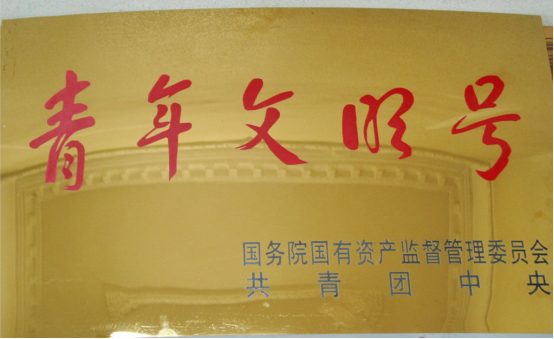 青年文明号
国务院国有资产监督管理委员会
共青团中央